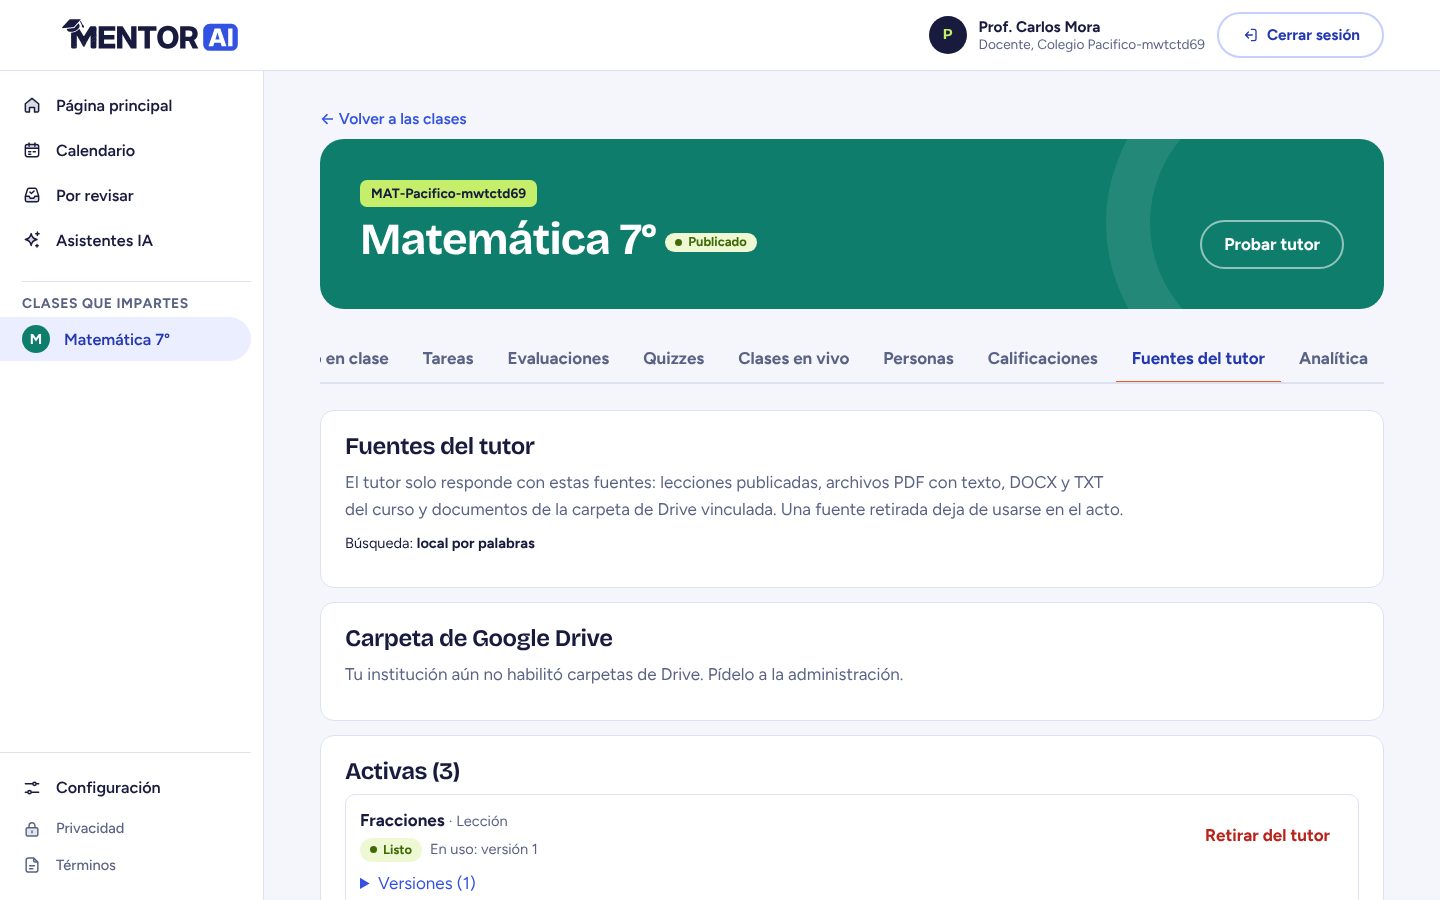 MENTOR AI
P
Prof. Carlos Mora
Docente, Colegio Pacifico-mwtctd69
Cerrar sesión
Página principal
Calendario
Por revisar
Asistentes IA
CLASES QUE IMPARTES
M Matemática 7°
Configuración
Privacidad
Términos
← Volver a las clases
MAT-Pacifico-mwtctd69
Matemática 7° Publicado
Probar tutor
en clase Tareas Evaluaciones Quizzes Clases en vivo Personas Calificaciones Fuentes del tutor Analítica
Fuentes del tutor
El tutor solo responde con estas fuentes: lecciones publicadas, archivos PDF con texto, DOCX y TXT
del curso y documentos de la carpeta de Drive vinculada. Una fuente retirada deja de usarse en el acto.
Búsqueda: local por palabras
Carpeta de Google Drive
Tu institución aún no habilitó carpetas de Drive. Pídelo a la administración.
Activas (3)
Fracciones · Lección
Listo En uso: versión 1
Retirar del tutor
Versiones (1)